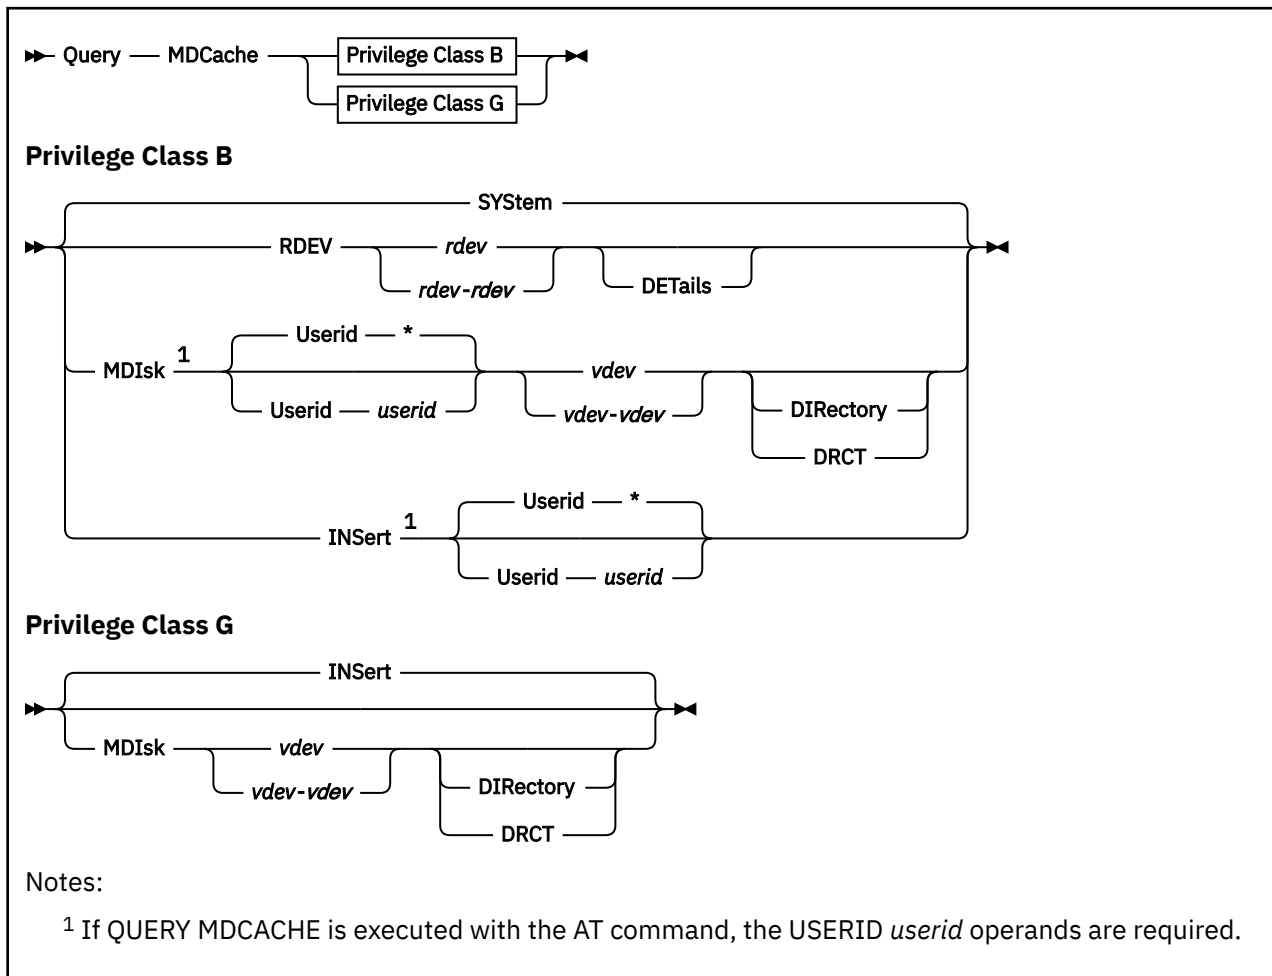 Query MDCache Privilege Class B
Privilege Class G
Privilege Class B
SYStem
RDEV rdev
rdev-rdev DETails
Userid *
MDIsk 1 vdev
Userid userid vdev-vdev DIRectory
DRCT
Userid *
INSert 1
Userid userid
Privilege Class G
INSert
MDIsk vdev
vdev-vdev DIRectory
DRCT
Notes:
1 If QUERY MDCACHE is executed with the AT command, the USERID userid operands are required.